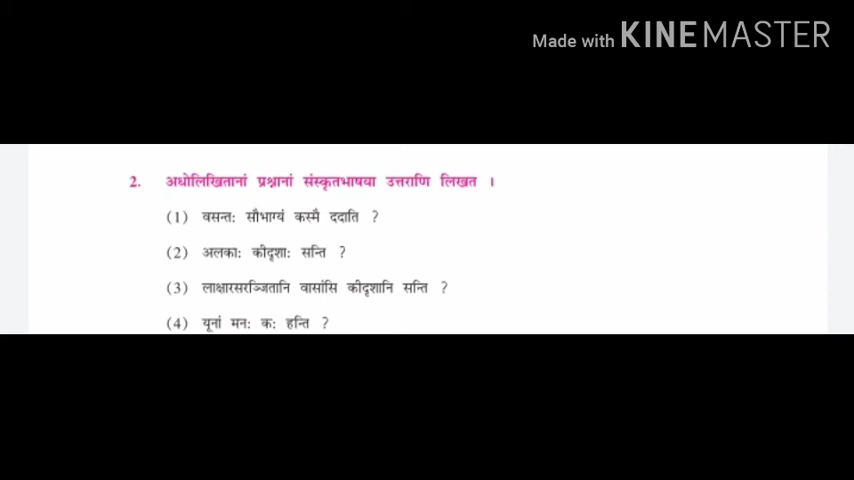 Made with KINEMASTER
2. अधोलिखितानां प्रश्नानां संस्कृतभाषया उत्तराणि लिखत ।
(1) वसन्तः सौभाग्यं कस्मै ददाति ?
(2) अलकाः कीदृशाः सन्ति ?
(3) लाक्षारसरञ्जितानि वासांसि कीदृशानि सन्ति ?
(4) यूनां मनः कः हन्ति ?